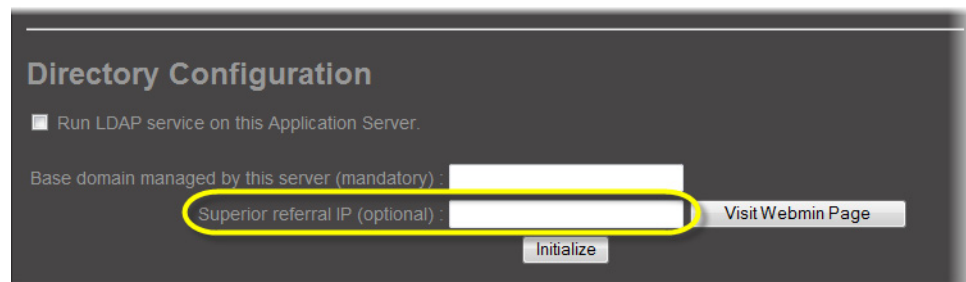 Directory Configuration
Run LDAP service on this Application Server.
Base domain managed by this server (mandatory) :
Superior referral IP (optional) :
Visit Webmin Page
Initialize